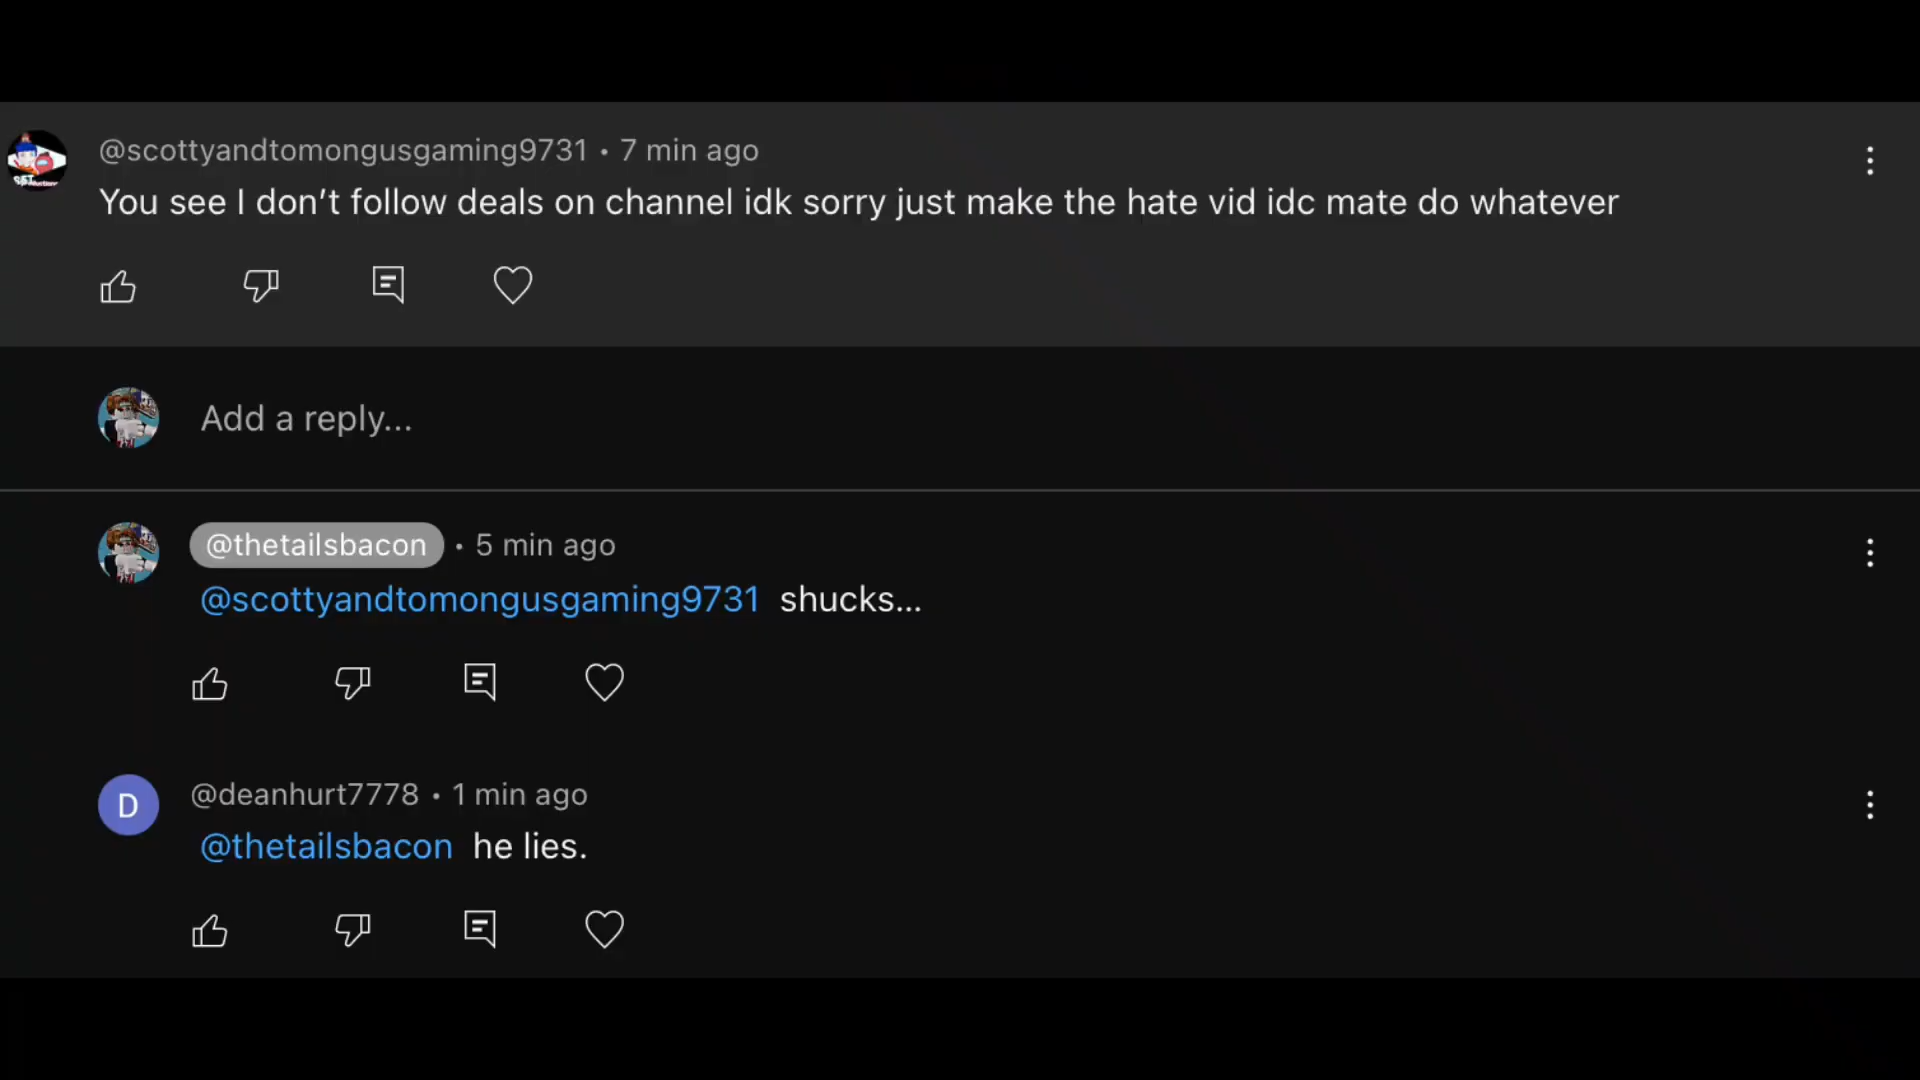 @scottyandtomongusgaming9731 • 7 min ago
You see I don’t follow deals on channel idk sorry just make the hate vid idc mate do whatever
Add a reply...
@thetailsbacon • 5 min ago
@scottyandtomongusgaming9731 shucks...
D
@deanhurt7778 • 1 min ago
@thetailsbacon he lies.